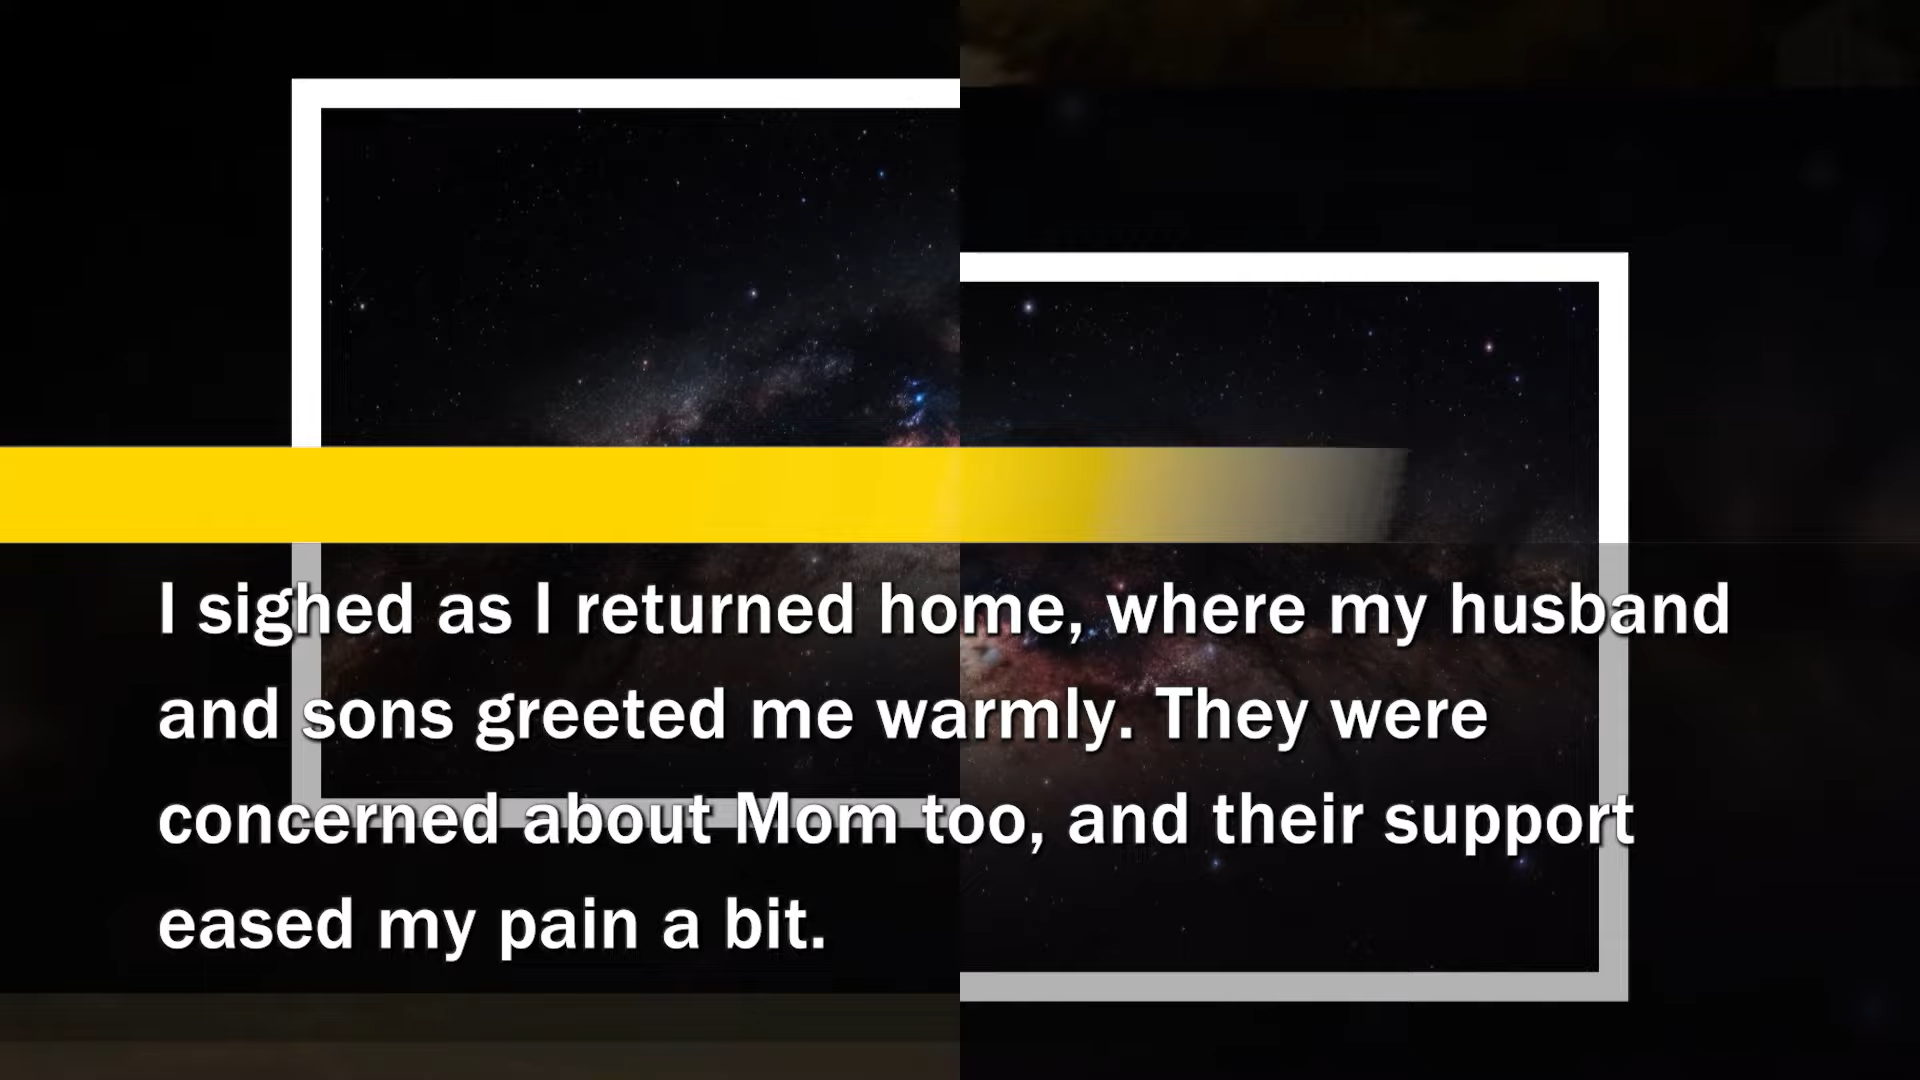 I sighed as I returned home, where my husband
and sons greeted me warmly. They were
concerned about Mom too, and their support
eased my pain a bit.